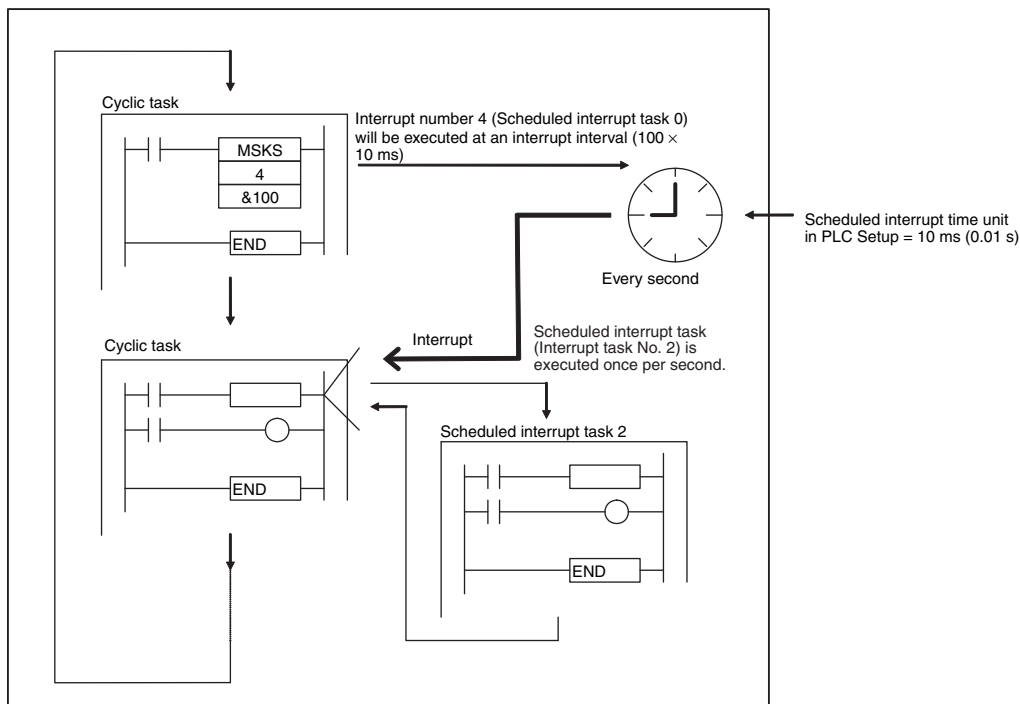 Cyclic task
Interrupt number 4 (Scheduled interrupt task 0)
will be executed at an interrupt interval (100 ×
10 ms)
MSKS
4
&100
END
Scheduled interrupt time unit
in PLC Setup = 10 ms (0.01 s)
Every second
Cyclic task
Interrupt
Scheduled interrupt task
(Interrupt task No. 2) is
executed once per second.
END
Scheduled interrupt task 2
END